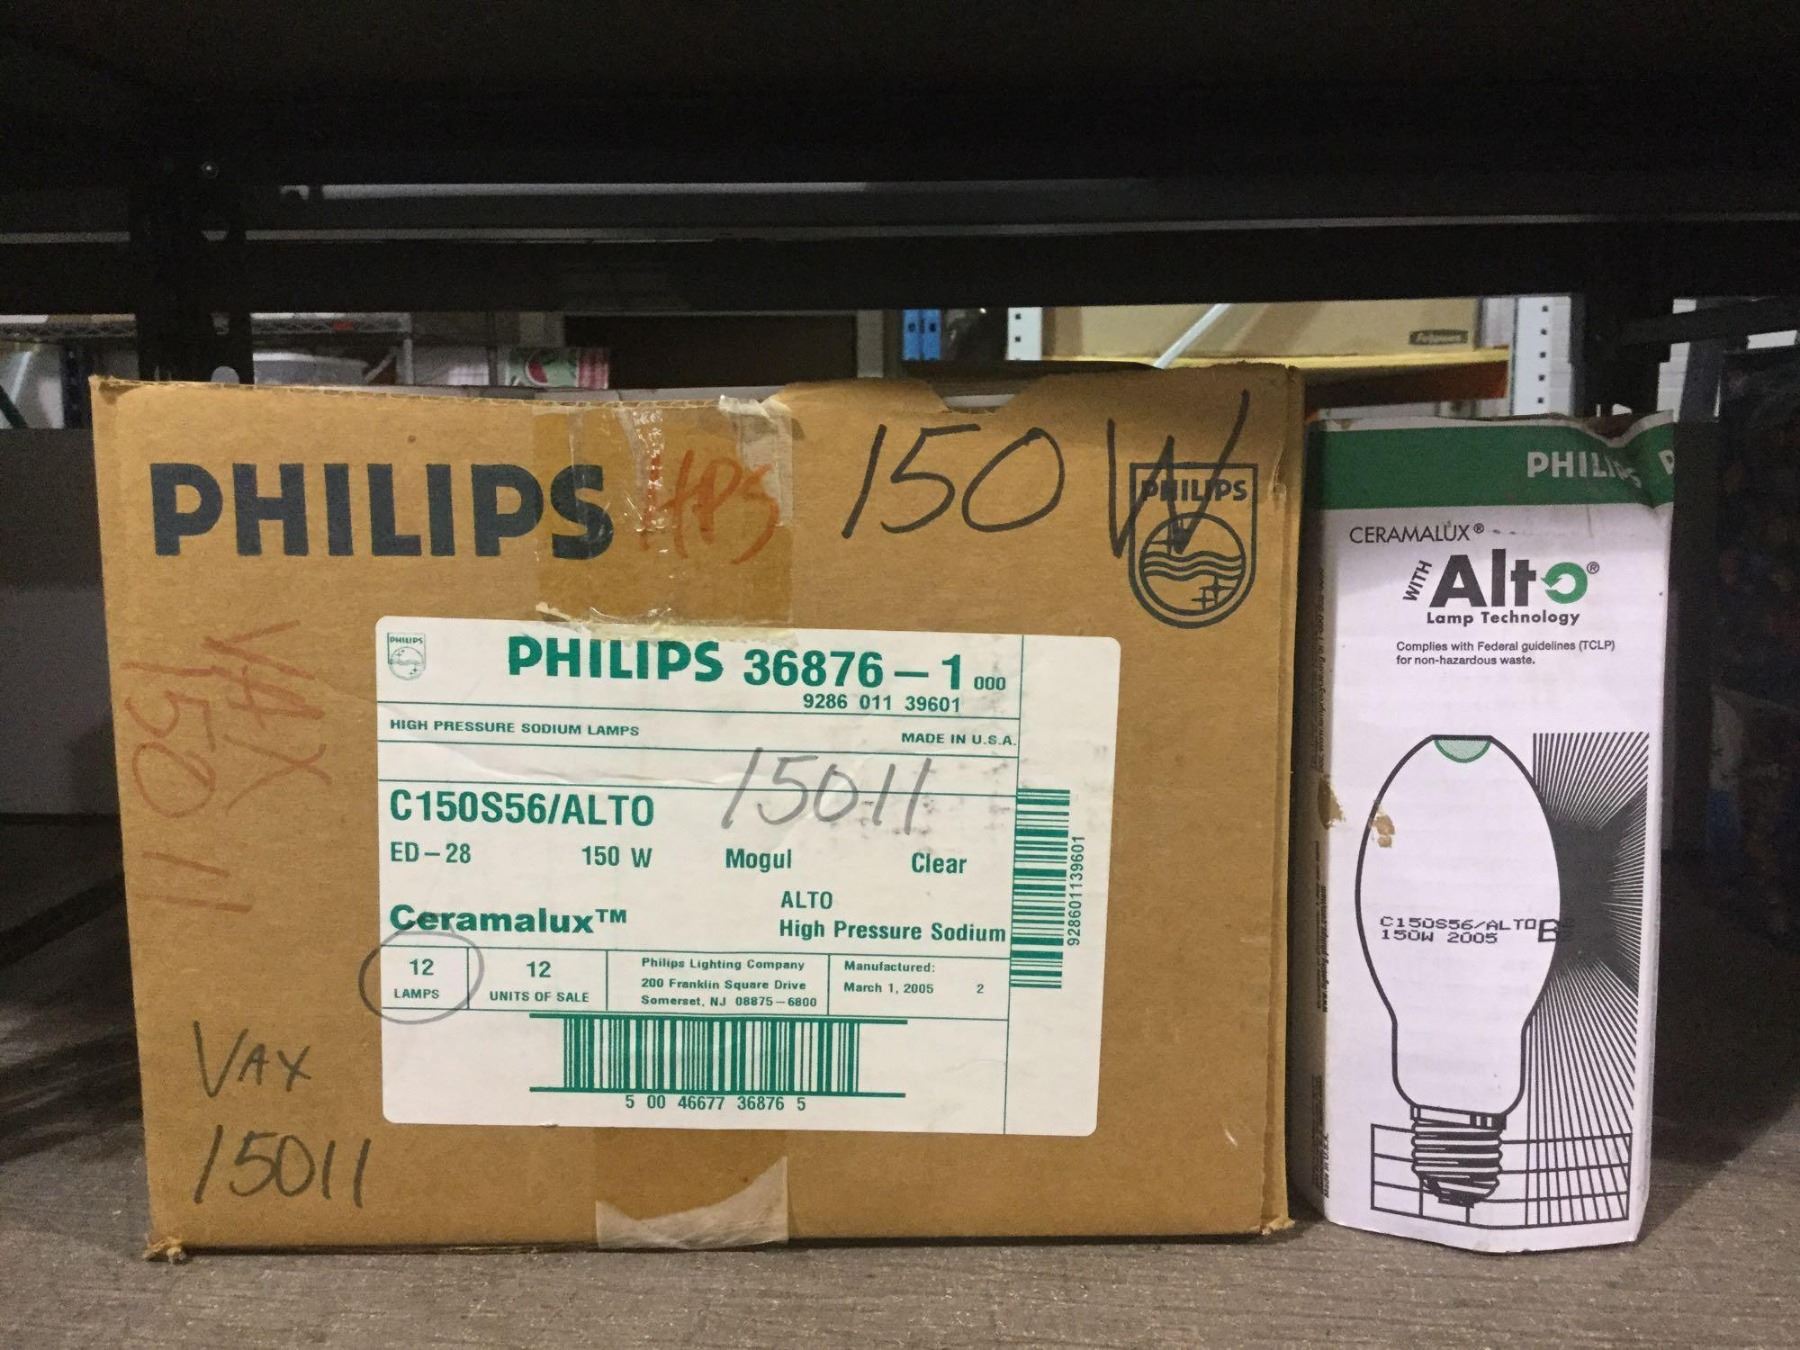 PHILIPS
HPS
150 W
PHILIPS
VAX
15011
PHILIPS
PHILIPS 36876-1 000
9286 011 39601
HIGH PRESSURE SODIUM LAMPS
MADE IN U.S.A.
15011
C150S56/ALTO
ED-28 150 W Mogul Clear
ALTO
Ceramalux™
High Pressure Sodium
928601139601
12
LAMPS
12
UNITS OF SALE
Philips Lighting Company
200 Franklin Square Drive
Somerset, NJ 08875-6800
Manufactured:
March 1, 2005 2
5 00 46677 36876 5
VAX
15011
PHILIPS
CERAMALUX®
WITH Alto®
Lamp Technology
Complies with Federal guidelines (TCLP)
for non-hazardous waste.
C150S56/ALTO
150W 2005